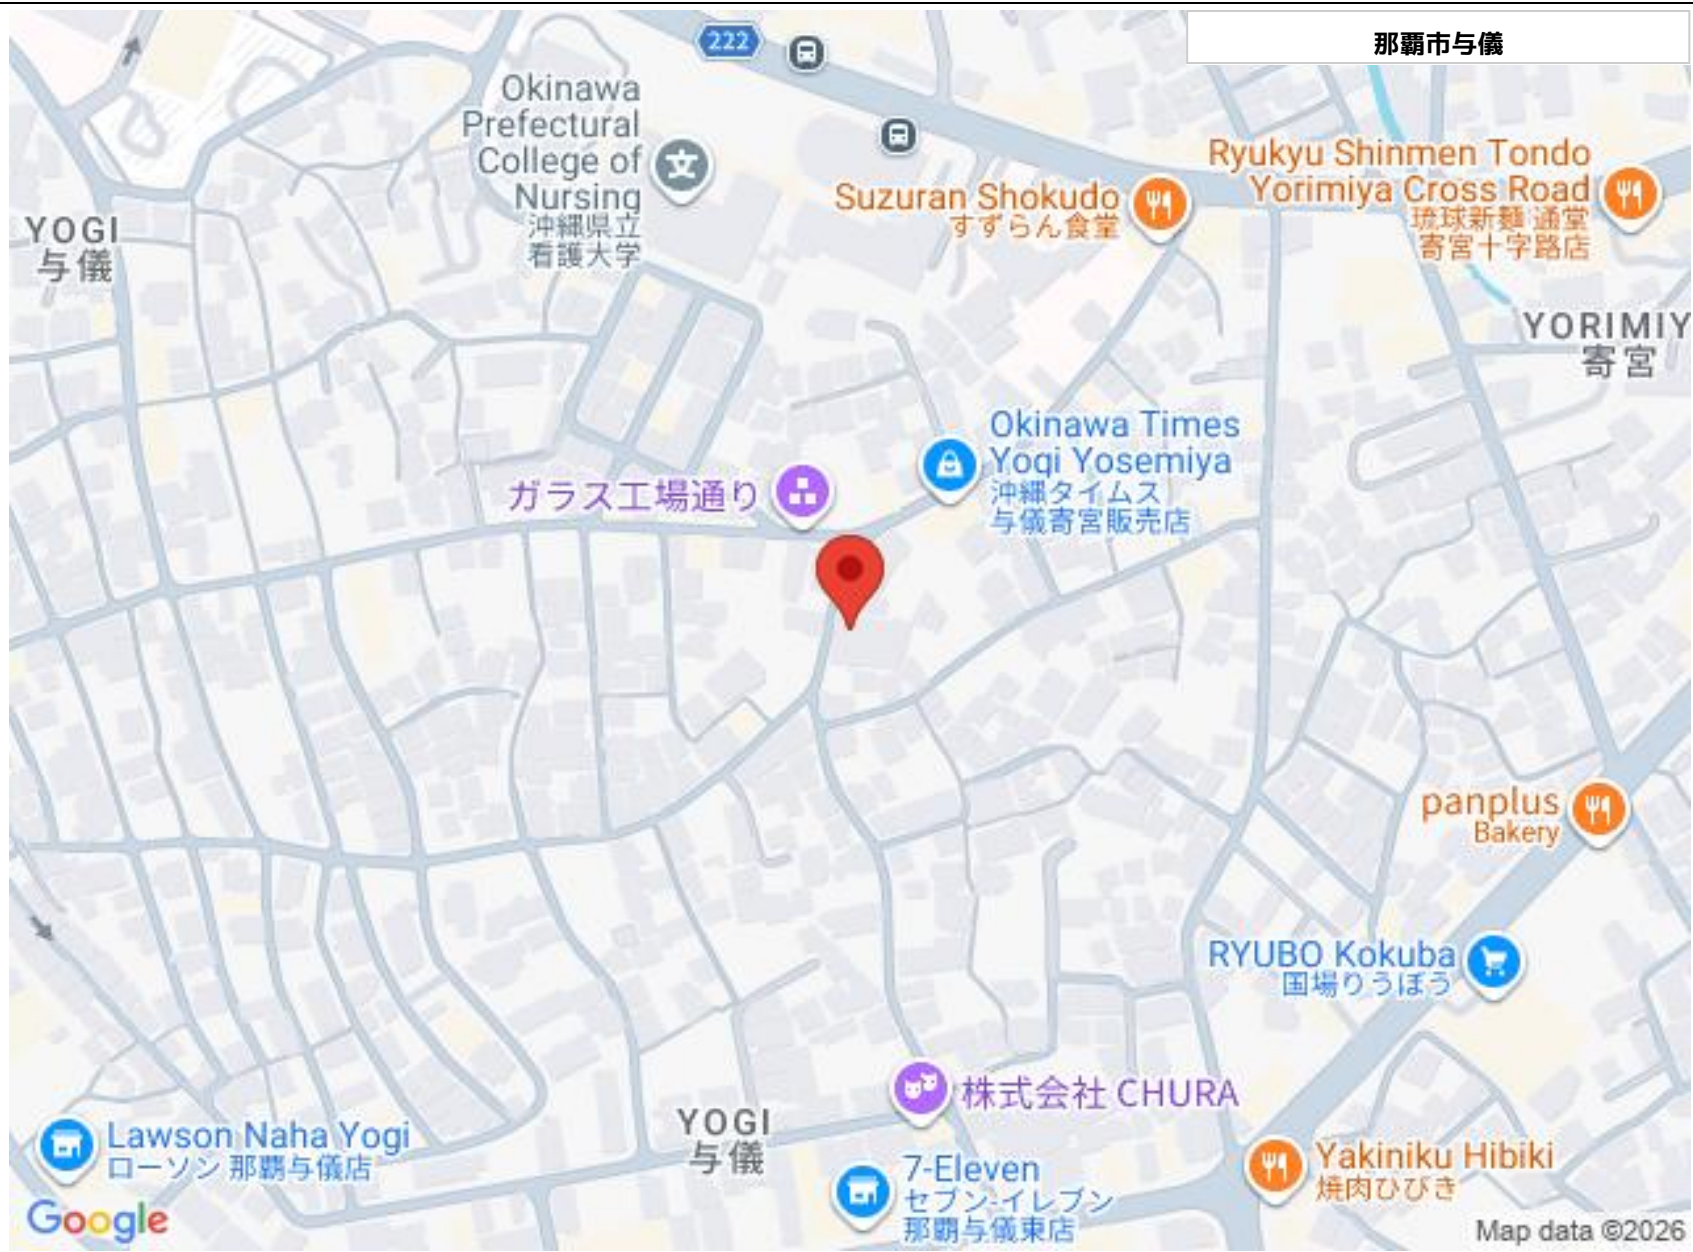 那覇市与儀
222
Okinawa
Prefectural
College of
Nursing
沖縄県立
看護大学
Suzuran Shokudo
すずらん食堂
Ryukyu Shinmen Tondo
Yorimiya Cross Road
琉球新麺 通堂
寄宮十字路店
YOGI
与儀
YORIMIY
寄宮
Okinawa Times
Yogi Yosemiya
沖縄タイムス
与儀寄宮販売店
ガラス工場通り
panplus
Bakery
RYUBO Kokuba
国場りうぼう
株式会社 CHURA
YOGI
与儀
Lawson Naha Yogi
ローソン 那覇与儀店
7-Eleven
セブン-イレブン
那覇与儀東店
Yakiniku Hibiki
焼肉ひびき
Google
Map data ©2026